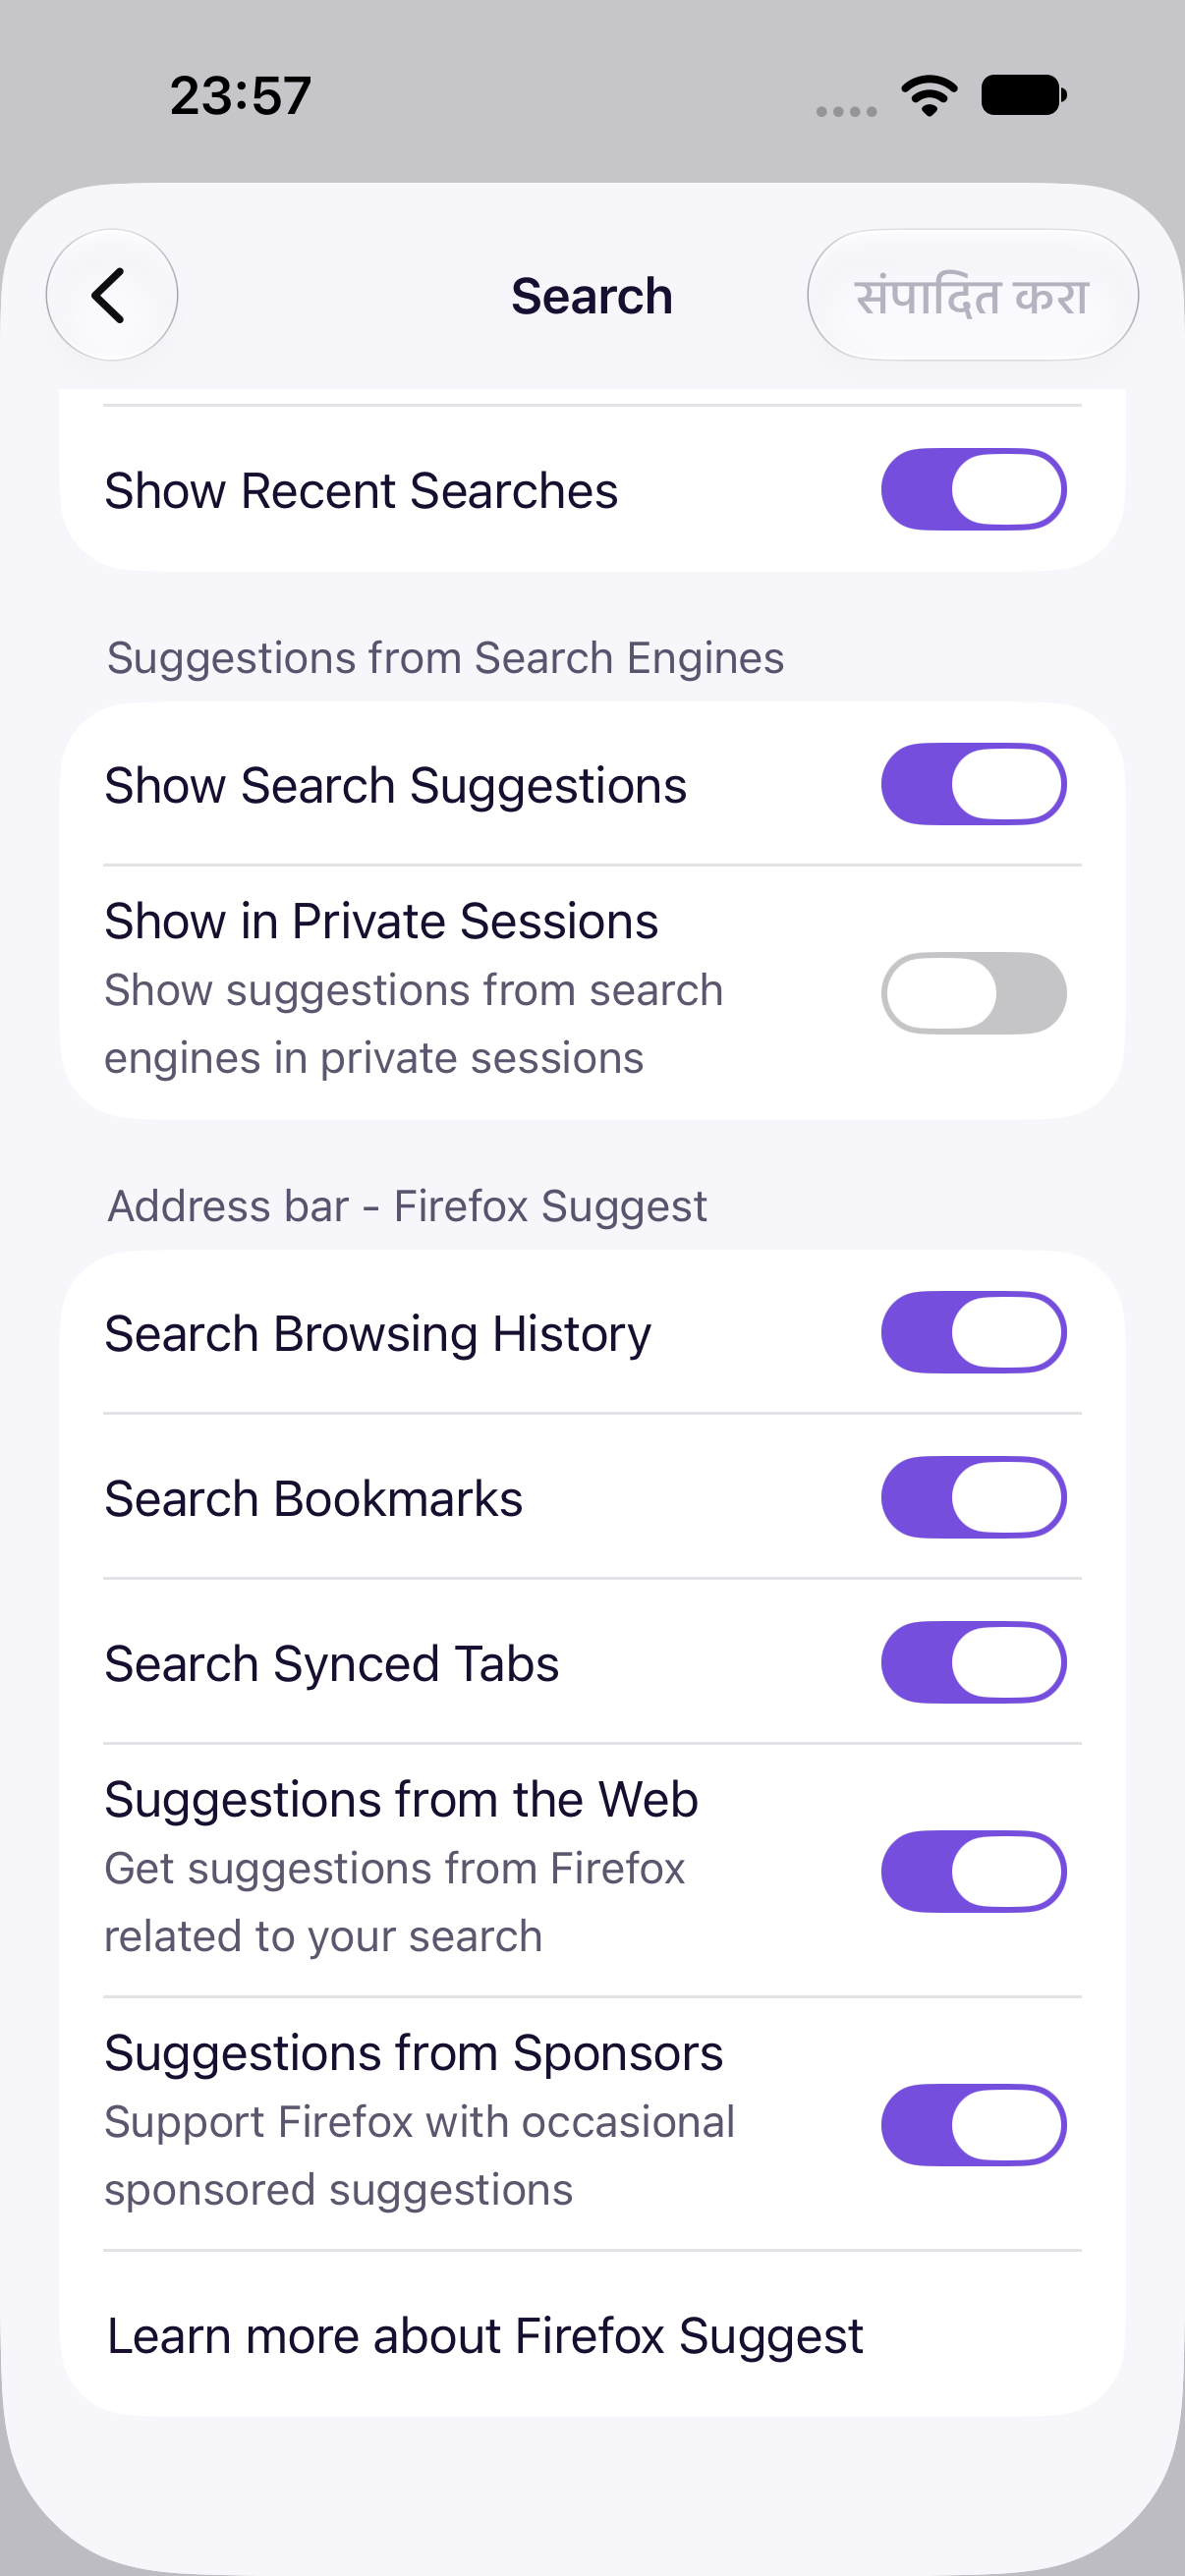 23:57
Search
संपादित करा
Show Recent Searches
Suggestions from Search Engines
Show Search Suggestions
Show in Private Sessions
Show suggestions from search
engines in private sessions
Address bar - Firefox Suggest
Search Browsing History
Search Bookmarks
Search Synced Tabs
Suggestions from the Web
Get suggestions from Firefox
related to your search
Suggestions from Sponsors
Support Firefox with occasional
sponsored suggestions
Learn more about Firefox Suggest